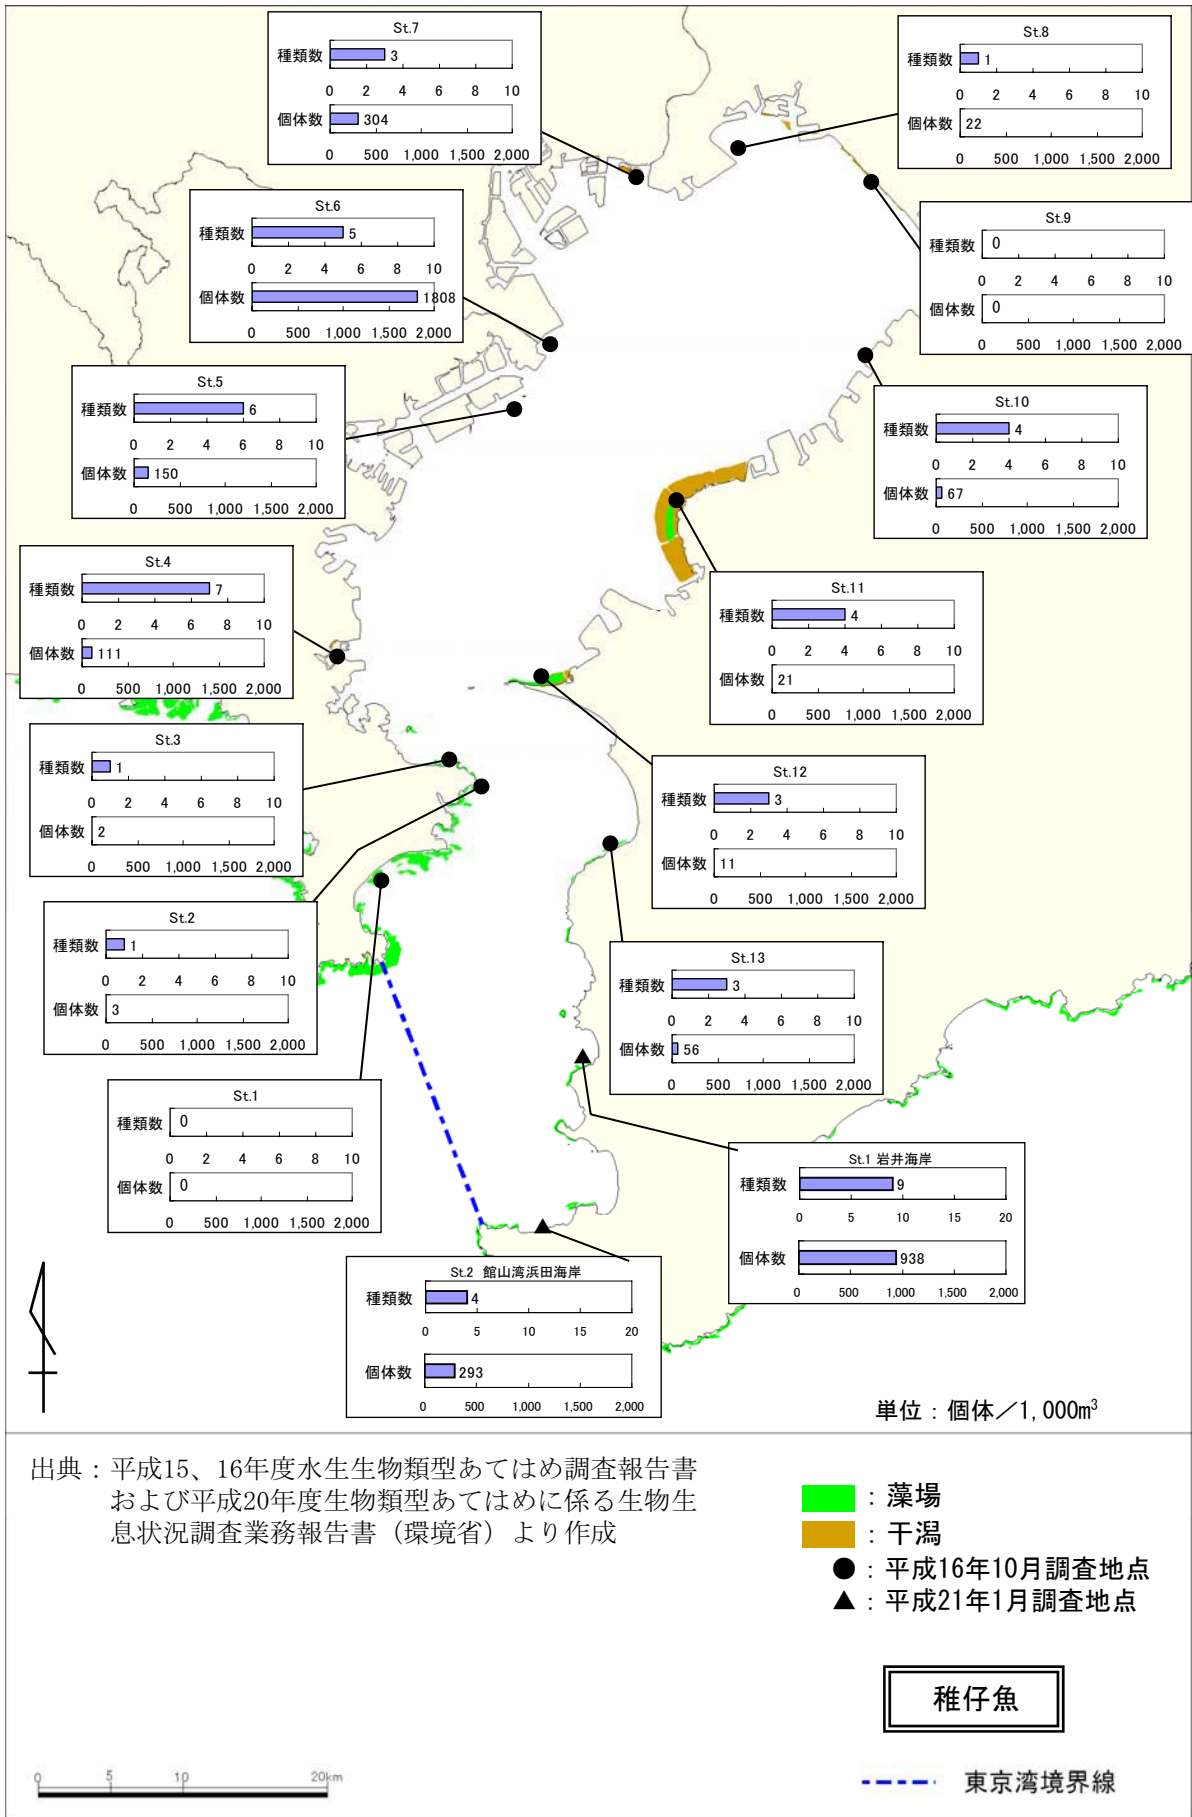 St.7
種類数 3
0 2 4 6 8 10
個体数 304
0 500 1,000 1,500 2,000
St.8
種類数 1
0 2 4 6 8 10
個体数 22
0 500 1,000 1,500 2,000
St.6
種類数 5
0 2 4 6 8 10
個体数 1808
0 500 1,000 1,500 2,000
St.9
種類数 0
0 2 4 6 8 10
個体数 0
0 500 1,000 1,500 2,000
St.5
種類数 6
0 2 4 6 8 10
個体数 150
0 500 1,000 1,500 2,000
St.10
種類数 4
0 2 4 6 8 10
個体数 67
0 500 1,000 1,500 2,000
St.4
種類数 7
0 2 4 6 8 10
個体数 111
0 500 1,000 1,500 2,000
St.11
種類数 4
0 2 4 6 8 10
個体数 21
0 500 1,000 1,500 2,000
St.3
種類数 1
0 2 4 6 8 10
個体数 2
0 500 1,000 1,500 2,000
St.12
種類数 3
0 2 4 6 8 10
個体数 11
0 500 1,000 1,500 2,000
St.2
種類数 1
0 2 4 6 8 10
個体数 3
0 500 1,000 1,500 2,000
St.13
種類数 3
0 2 4 6 8 10
個体数 56
0 500 1,000 1,500 2,000
St.1
種類数 0
0 2 4 6 8 10
個体数 0
0 500 1,000 1,500 2,000
St.1 岩井海岸
種類数 9
0 5 10 15 20
個体数 938
0 500 1,000 1,500 2,000
St.2 館山湾浜田海岸
種類数 4
0 5 10 15 20
個体数 293
0 500 1,000 1,500 2,000
単位：個体／1,000m³
出典：平成15、16年度水生生物類型あてはめ調査報告書
および平成20年度生物類型あてはめに係る生物生
息状況調査業務報告書（環境省）より作成
：藻場
：干潟
：平成16年10月調査地点
：平成21年1月調査地点
稚仔魚
0 5 10 20km
東京湾境界線